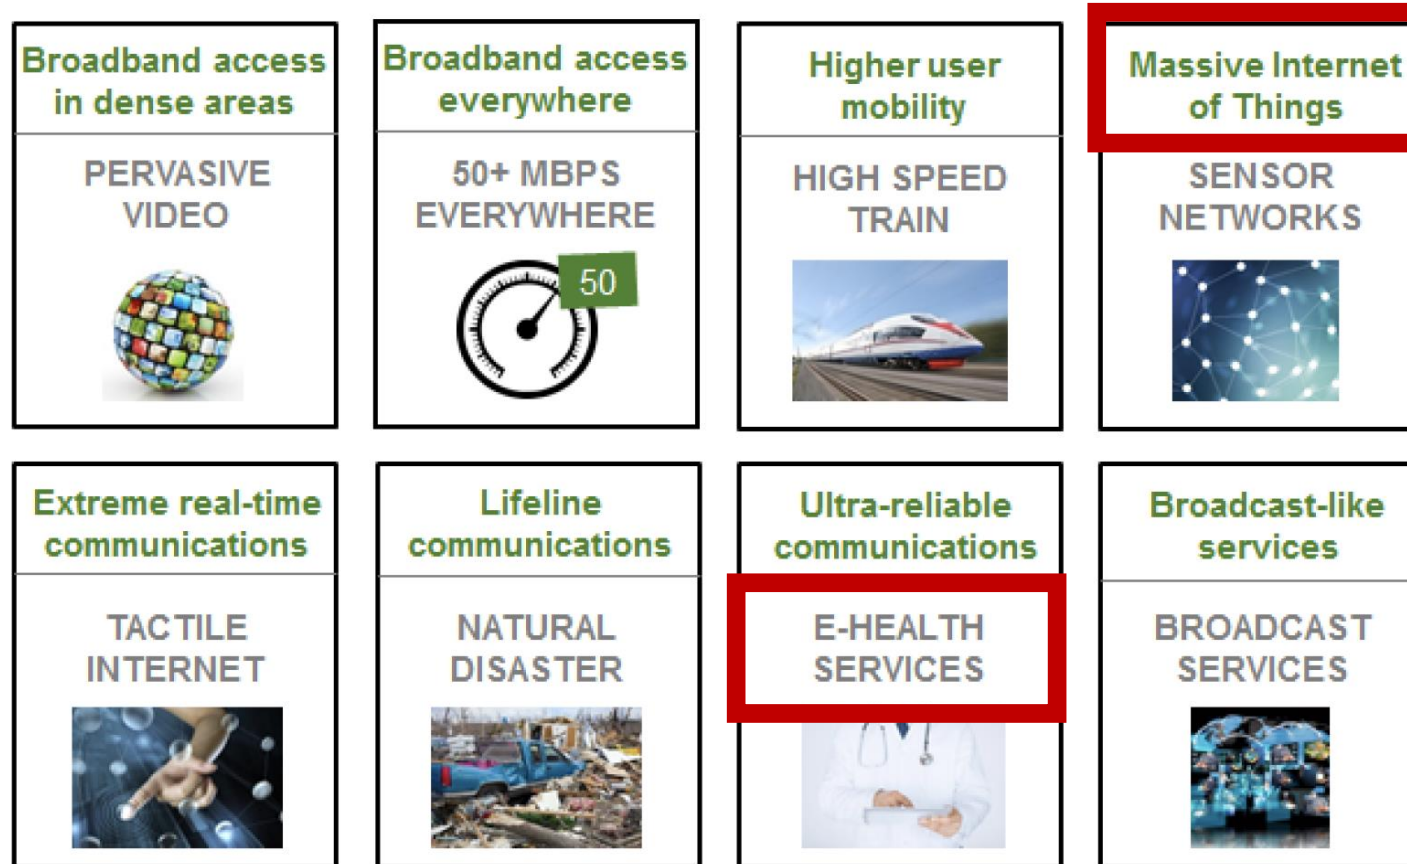 Broadband access
in dense areas
PERVASIVE
VIDEO
Broadband access
everywhere
50+ MBPS
EVERYWHERE
50
Higher user
mobility
HIGH SPEED
TRAIN
Massive Internet
of Things
SENSOR
NETWORKS
Extreme real-time
communications
TACTILE
INTERNET
Lifeline
communications
NATURAL
DISASTER
Ultra-reliable
communications
E-HEALTH
SERVICES
Broadcast-like
services
BROADCAST
SERVICES